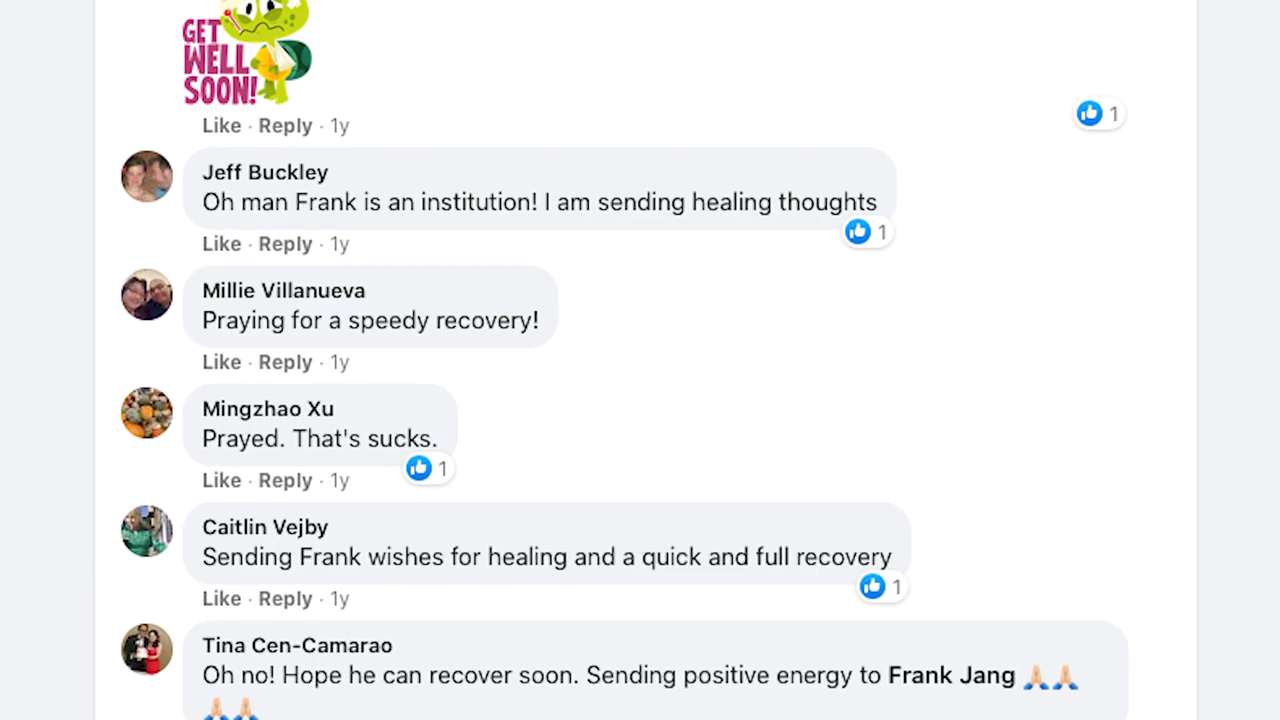 GET
WELL
SOON!
Like · Reply · 1y
1
Jeff Buckley
Oh man Frank is an institution! I am sending healing thoughts
1
Like · Reply · 1y
Millie Villanueva
Praying for a speedy recovery!
Like · Reply · 1y
Mingzhao Xu
Prayed. That's sucks.
1
Like · Reply · 1y
Caitlin Vejby
Sending Frank wishes for healing and a quick and full recovery
1
Like · Reply · 1y
Tina Cen-Camarao
Oh no! Hope he can recover soon. Sending positive energy to Frank Jang 🙏🏻🙏🏻
🙏🏻🙏🏻